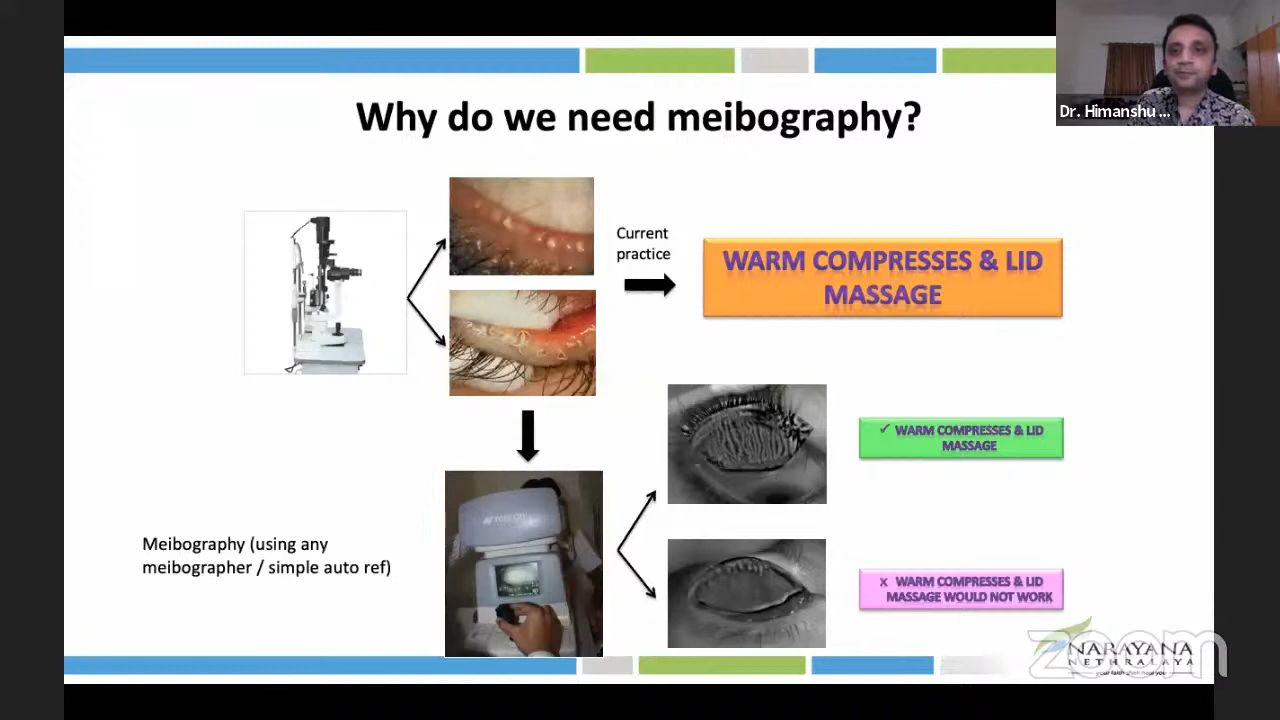 Dr. Himanshu ...
Why do we need meibography?
Current
practice
WARM COMPRESSES & LID
MASSAGE
✓ WARM COMPRESSES & LID
MASSAGE
Meibography (using any
meibographer / simple auto ref)
x WARM COMPRESSES & LID
MASSAGE WOULD NOT WORK
zoom
NARAYANA
NETHRALAYA